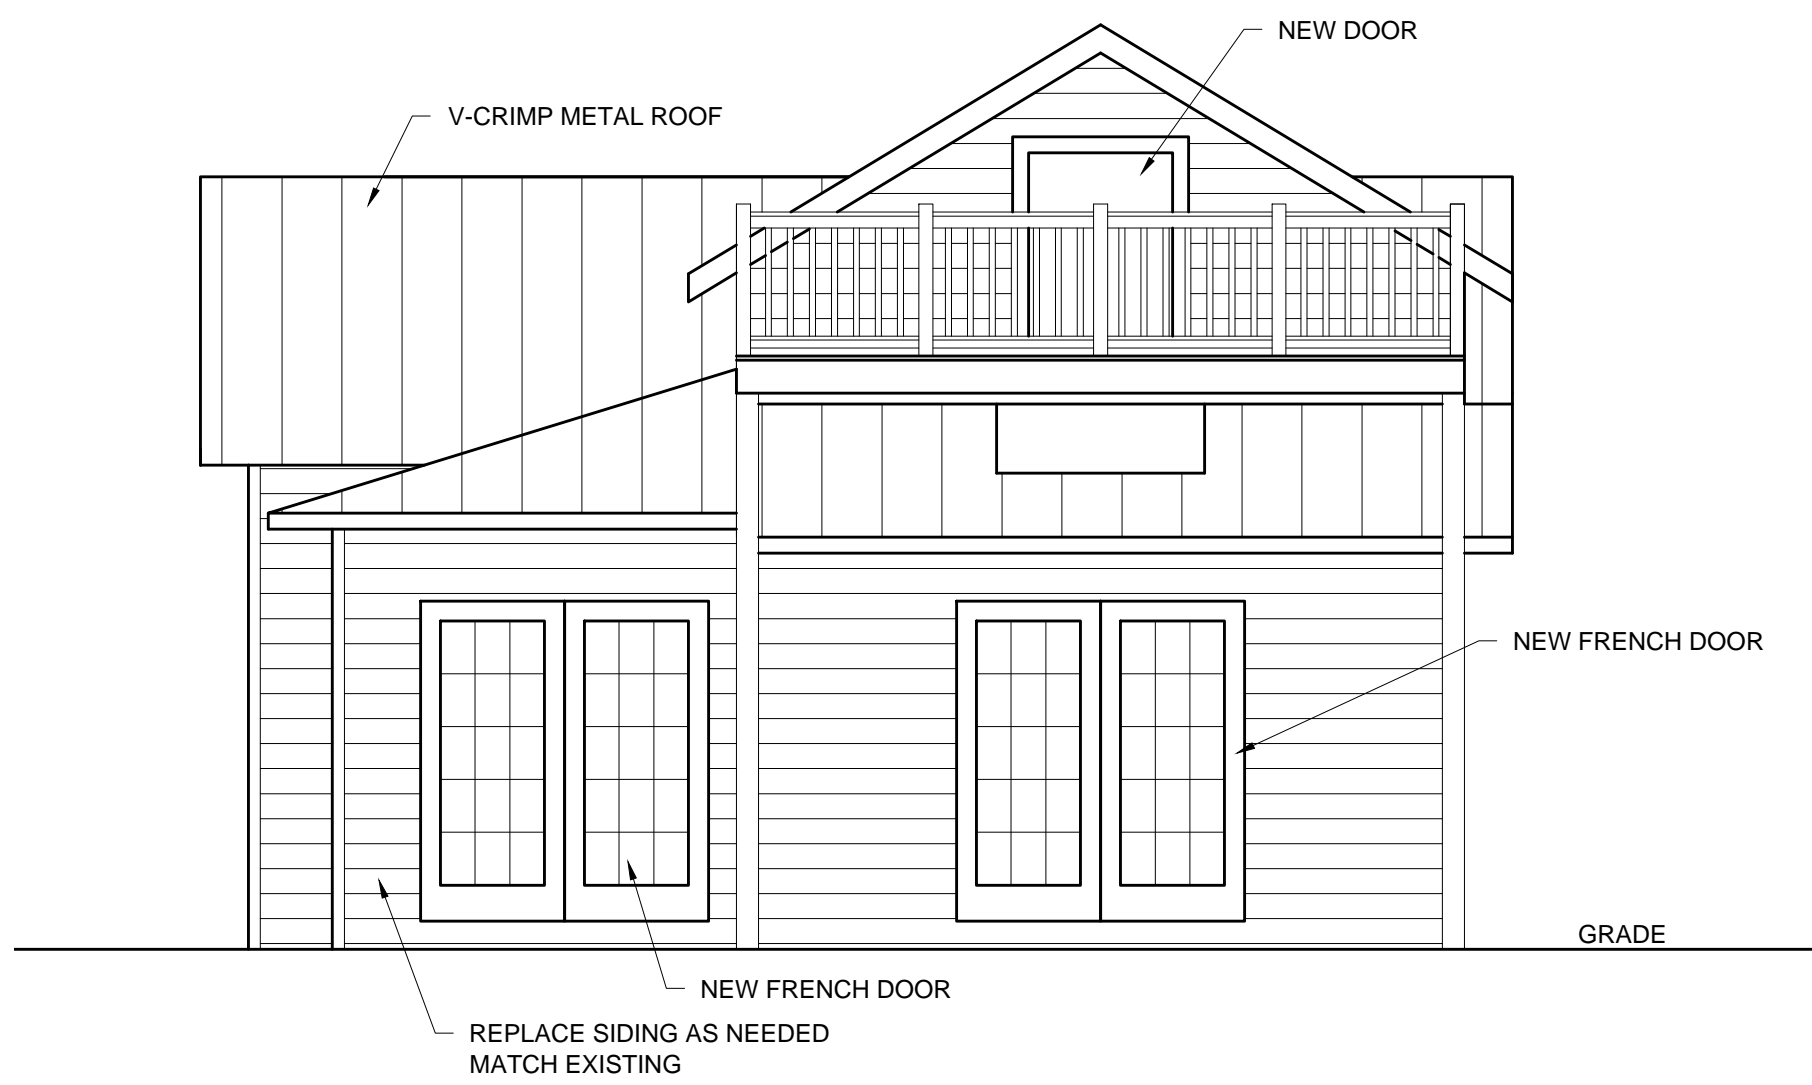 NEW DOOR
V-CRIMP METAL ROOF
NEW FRENCH DOOR
GRADE
NEW FRENCH DOOR
REPLACE SIDING AS NEEDED
MATCH EXISTING